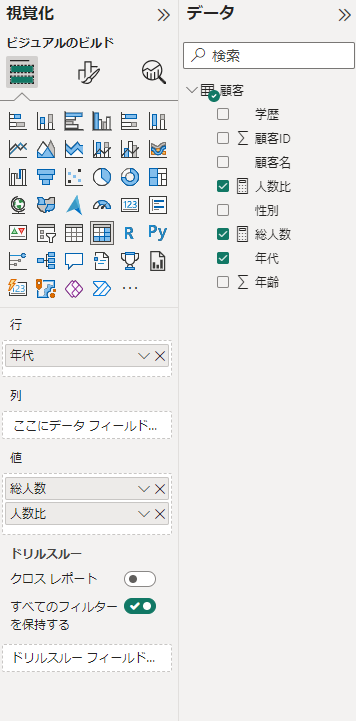 視覚化
データ
ビジュアルのビルド
検索
顧客
学歴
顧客ID
顧客名
人数比
性別
総人数
年代
年齢
123
R
Py
123
行
年代
列
ここにデータ フィールド...
値
総人数
人数比
ドリルスルー
クロス レポート
すべてのフィルター
を保持する
ドリルスルー フィールド...